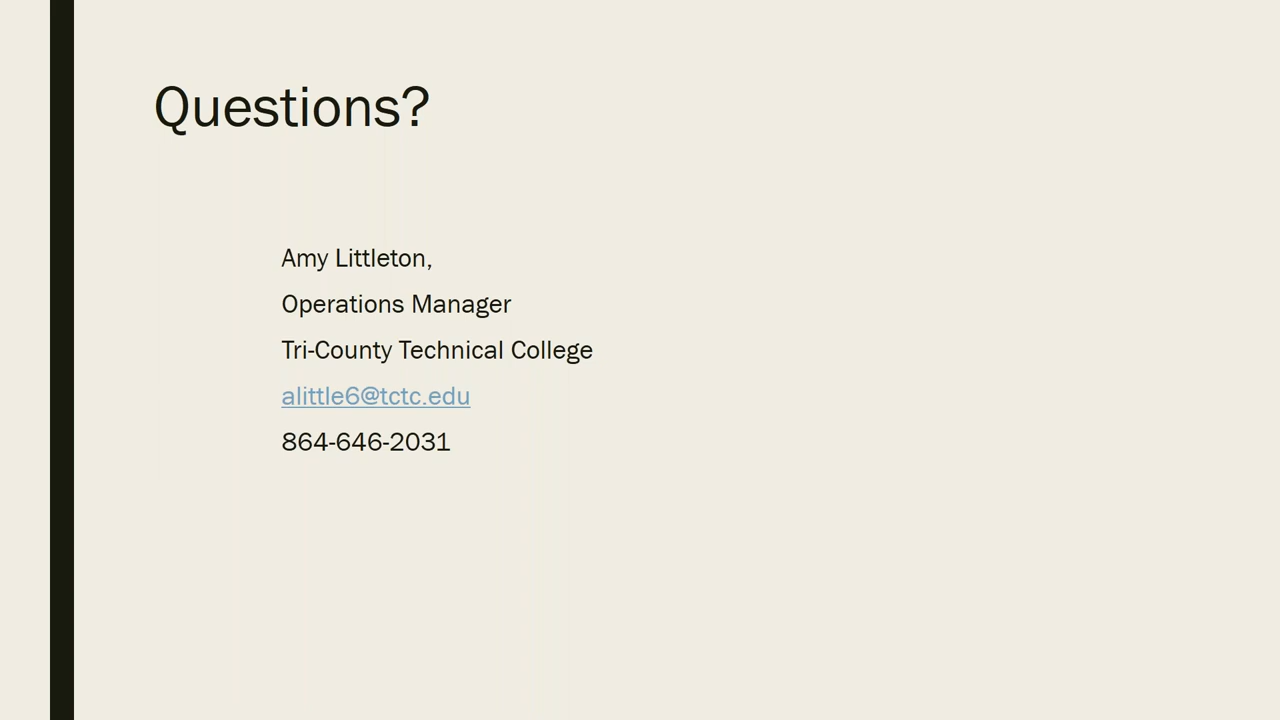 Questions?
Amy Littleton,
Operations Manager
Tri-County Technical College
alittle6@tctc.edu
864-646-2031